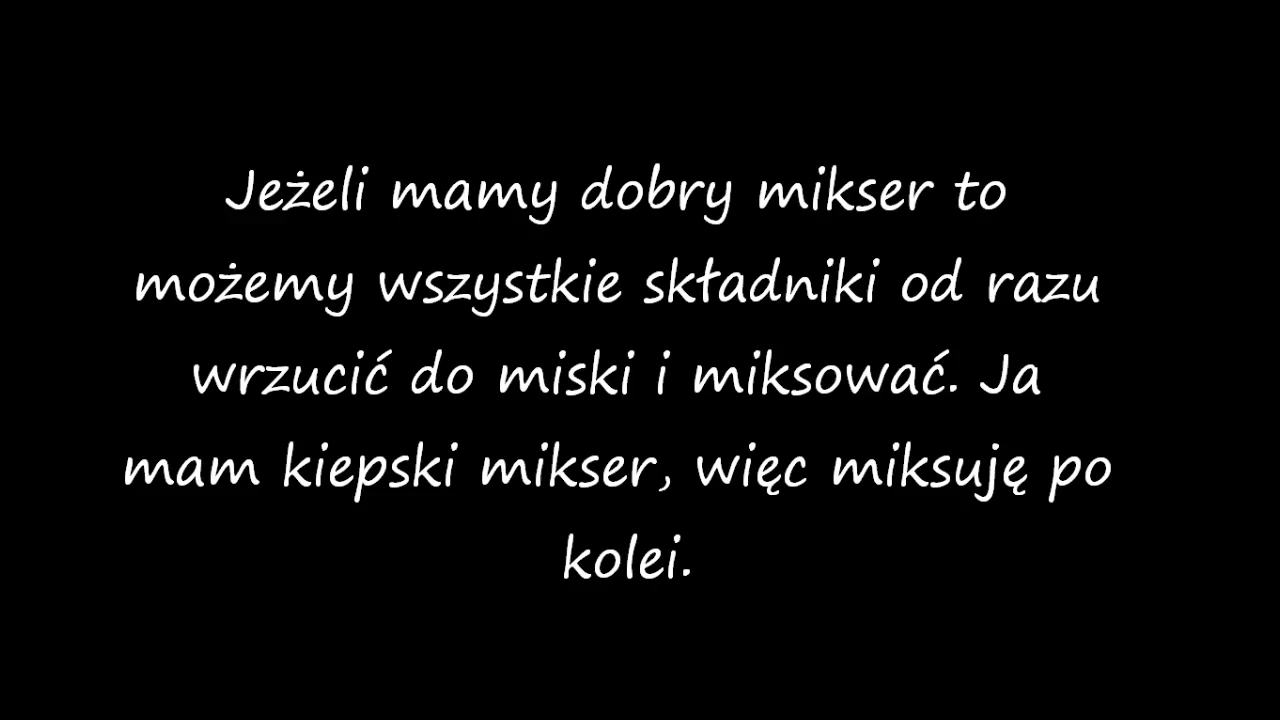 Jeżeli mamy dobry mikser to
możemy wszystkie składniki od razu
wrzucić do miski i miksować. Ja
mam kiepski mikser, więc miksuję po
kolei.